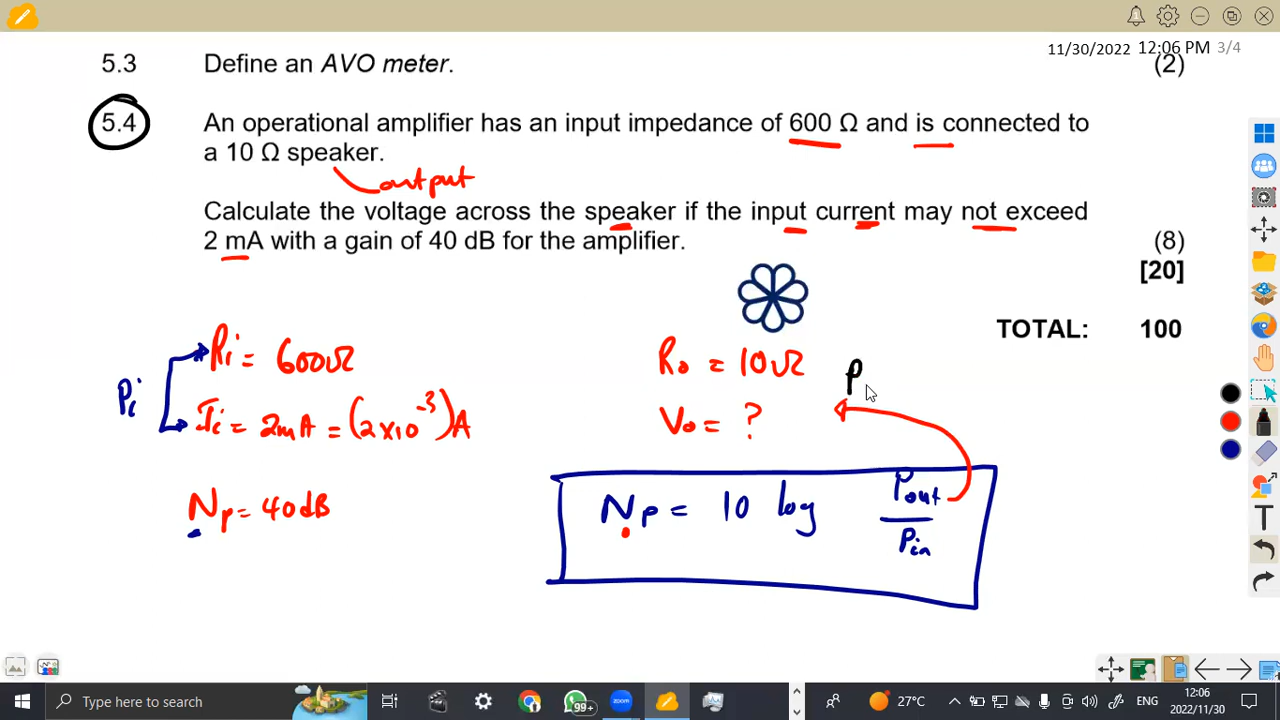 11/30/2022 12:06 PM 3/4
5.3 Define an AVO meter. (2)
5.4 An operational amplifier has an input impedance of 600 Ω and is connected to
a 10 Ω speaker.
output
Calculate the voltage across the speaker if the input current may not exceed
2 mA with a gain of 40 dB for the amplifier. (8)
[20]
TOTAL: 100
Ri = 600Ω
Pi
Ii = 2mA = (2x10⁻³)A
Np = 40dB
Ro = 10Ω
P
Vo = ?
Np = 10 log Pout
Pin
Type here to search
99+
zoom
27°C
ENG
12:06
2022/11/30